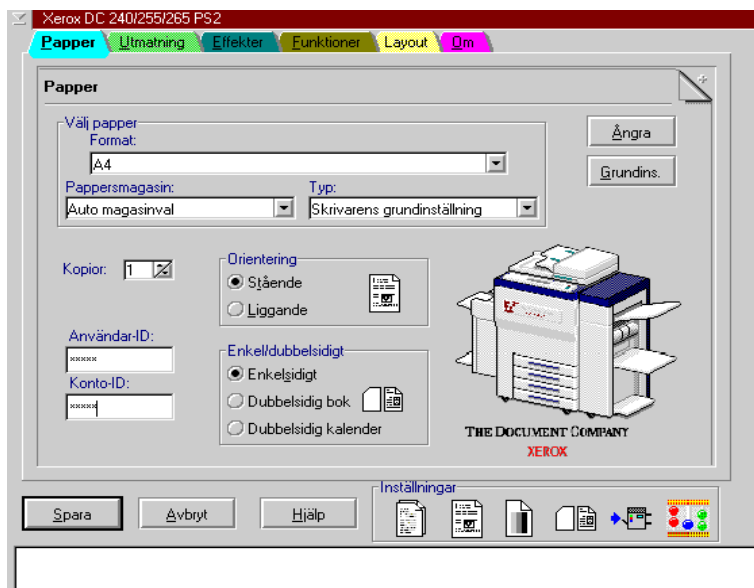 Xerox DC 240/255/265 PS2
Papper Utmatning Effekter Funktioner Layout Om
Papper
Välj papper
Format:
A4
Ångra
Grundins.
Pappersmagasin: Typ:
Auto magasinval Skrivarens grundinställning
Kopior: 1
Orientering
Stående
Liggande
Användar-ID:
*****
Konto-ID:
*****
Enkel/dubbelsidigt
Enkelsidigt
Dubbelsidig bok
Dubbelsidig kalender
THE DOCUMENT COMPANY
XEROX
Spara Avbryt Hjälp
Inställningar